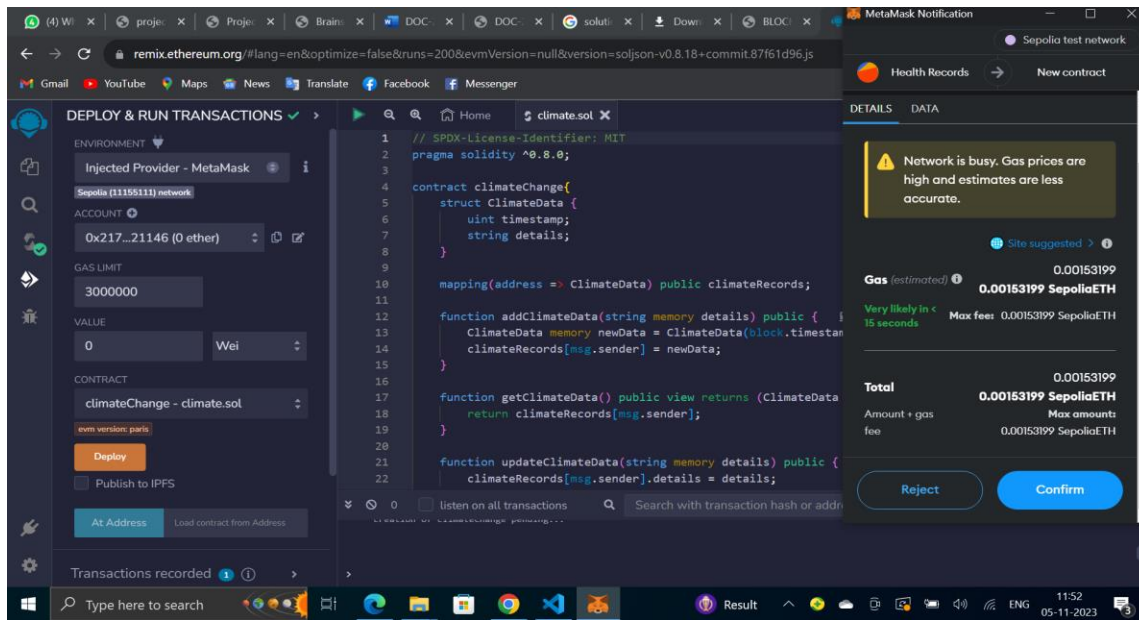 (4) Wh
projec
Projec
Brain
DOC-
DOC-
soluti
Down
BLOC
remix.ethereum.org/#lang=en&optimize=false&runs=200&evmVersion=null&version=soljson-v0.8.18+commit.87f61d96.js
Gmail YouTube Maps News Translate Facebook Messenger
DEPLOY & RUN TRANSACTIONS
ENVIRONMENT
Injected Provider - MetaMask
Sepolia (11155111) network
ACCOUNT
0x217...21146 (0 ether)
GAS LIMIT
3000000
VALUE
0 Wei
CONTRACT
climateChange - climate.sol
evm version: paris
Deploy
Publish to IPFS
At Address Load contract from Address
Transactions recorded 1
Home climate.sol
1 // SPDX-License-Identifier: MIT
2 pragma solidity ^0.8.0;
3
4 contract climateChange{
5 struct ClimateData {
6 uint timestamp;
7 string details;
8 }
9
10 mapping(address => ClimateData) public climateRecords;
11
12 function addClimateData(string memory details) public {
13 ClimateData memory newData = ClimateData(block.timestam
14 climateRecords[msg.sender] = newData;
15 }
16
17 function getClimateData() public view returns (ClimateData
18 return climateRecords[msg.sender];
19 }
20
21 function updateClimateData(string memory details) public {
22 climateRecords[msg.sender].details = details;
0 listen on all transactions Search with transaction hash or addre
creation of climateChange pending...
>
MetaMask Notification
Sepolia test network
Health Records New contract
DETAILS DATA
Network is busy. Gas prices are
high and estimates are less
accurate.
Site suggested >
0.00153199
Gas (estimated) 0.00153199 SepoliaETH
Very likely in < 15 seconds
Max fee: 0.00153199 SepoliaETH
0.00153199
Total 0.00153199 SepoliaETH
Amount + gas fee
Max amount: 0.00153199 SepoliaETH
Reject Confirm
Type here to search
Result ENG 11:52
05-11-2023
3